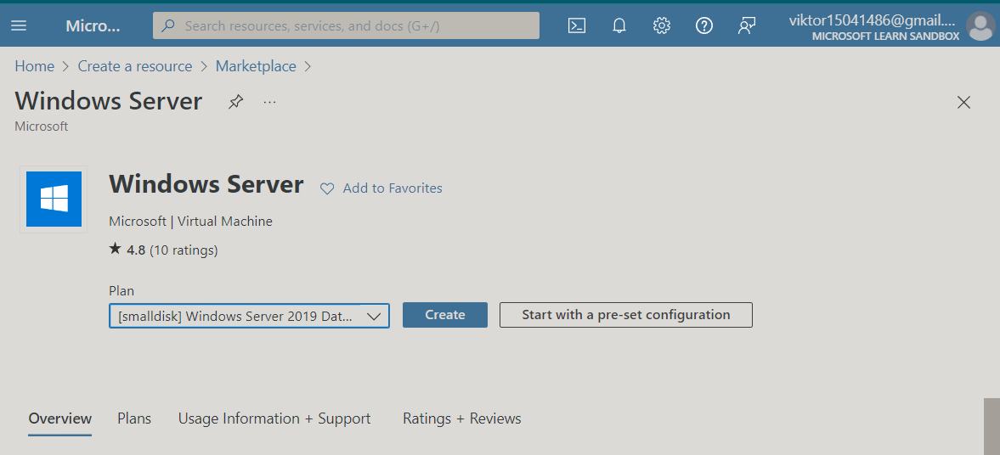 Micro...
Search resources, services, and docs (G+/)
viktor15041486@gmail....
MICROSOFT LEARN SANDBOX
Home > Create a resource > Marketplace >
Windows Server ...
Microsoft
Windows Server Add to Favorites
Microsoft | Virtual Machine
★ 4.8 (10 ratings)
Plan
[smalldisk] Windows Server 2019 Dat... Create Start with a pre-set configuration
Overview Plans Usage Information + Support Ratings + Reviews